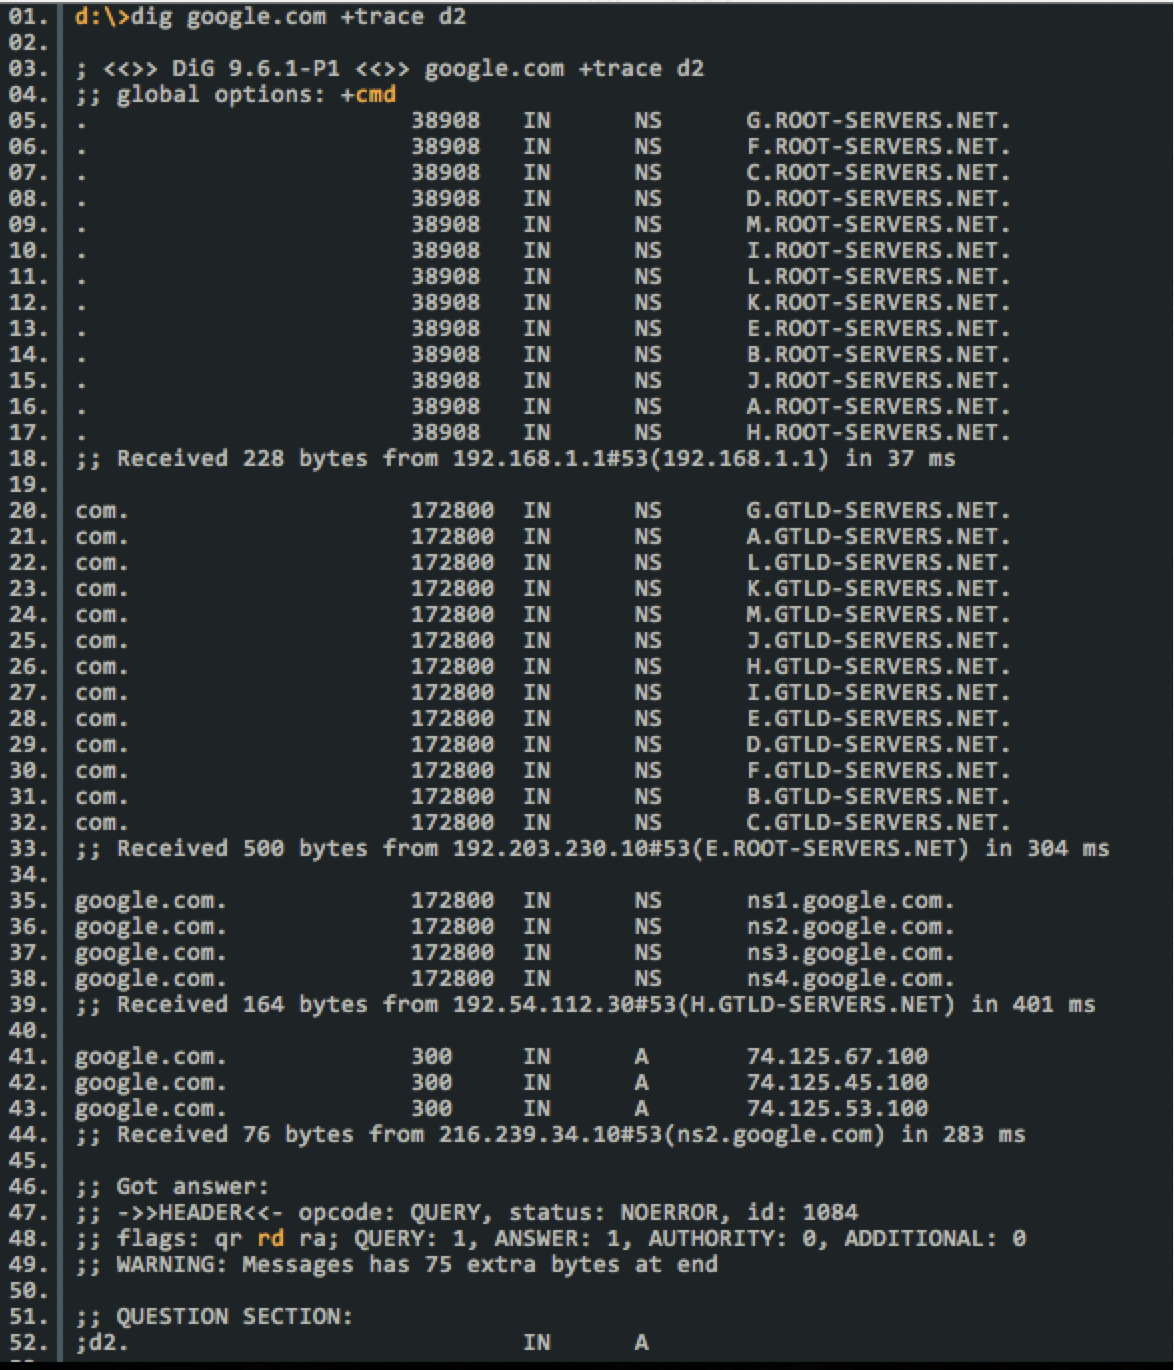 01. d:\>dig google.com +trace d2
02.
03. ; <<>> DiG 9.6.1-P1 <<>> google.com +trace d2
04. ;; global options: +cmd
05. . 38908 IN NS G.ROOT-SERVERS.NET.
06. . 38908 IN NS F.ROOT-SERVERS.NET.
07. . 38908 IN NS C.ROOT-SERVERS.NET.
08. . 38908 IN NS D.ROOT-SERVERS.NET.
09. . 38908 IN NS M.ROOT-SERVERS.NET.
10. . 38908 IN NS I.ROOT-SERVERS.NET.
11. . 38908 IN NS L.ROOT-SERVERS.NET.
12. . 38908 IN NS K.ROOT-SERVERS.NET.
13. . 38908 IN NS E.ROOT-SERVERS.NET.
14. . 38908 IN NS B.ROOT-SERVERS.NET.
15. . 38908 IN NS J.ROOT-SERVERS.NET.
16. . 38908 IN NS A.ROOT-SERVERS.NET.
17. . 38908 IN NS H.ROOT-SERVERS.NET.
18. ;; Received 228 bytes from 192.168.1.1#53(192.168.1.1) in 37 ms
19.
20. com. 172800 IN NS G.GTLD-SERVERS.NET.
21. com. 172800 IN NS A.GTLD-SERVERS.NET.
22. com. 172800 IN NS L.GTLD-SERVERS.NET.
23. com. 172800 IN NS K.GTLD-SERVERS.NET.
24. com. 172800 IN NS M.GTLD-SERVERS.NET.
25. com. 172800 IN NS J.GTLD-SERVERS.NET.
26. com. 172800 IN NS H.GTLD-SERVERS.NET.
27. com. 172800 IN NS I.GTLD-SERVERS.NET.
28. com. 172800 IN NS E.GTLD-SERVERS.NET.
29. com. 172800 IN NS D.GTLD-SERVERS.NET.
30. com. 172800 IN NS F.GTLD-SERVERS.NET.
31. com. 172800 IN NS B.GTLD-SERVERS.NET.
32. com. 172800 IN NS C.GTLD-SERVERS.NET.
33. ;; Received 500 bytes from 192.203.230.10#53(E.ROOT-SERVERS.NET) in 304 ms
34.
35. google.com. 172800 IN NS ns1.google.com.
36. google.com. 172800 IN NS ns2.google.com.
37. google.com. 172800 IN NS ns3.google.com.
38. google.com. 172800 IN NS ns4.google.com.
39. ;; Received 164 bytes from 192.54.112.30#53(H.GTLD-SERVERS.NET) in 401 ms
40.
41. google.com. 300 IN A 74.125.67.100
42. google.com. 300 IN A 74.125.45.100
43. google.com. 300 IN A 74.125.53.100
44. ;; Received 76 bytes from 216.239.34.10#53(ns2.google.com) in 283 ms
45.
46. ;; Got answer:
47. ;; ->>HEADER<<- opcode: QUERY, status: NOERROR, id: 1084
48. ;; flags: qr rd ra; QUERY: 1, ANSWER: 1, AUTHORITY: 0, ADDITIONAL: 0
49. ;; WARNING: Messages has 75 extra bytes at end
50.
51. ;; QUESTION SECTION:
52. ;d2. IN A